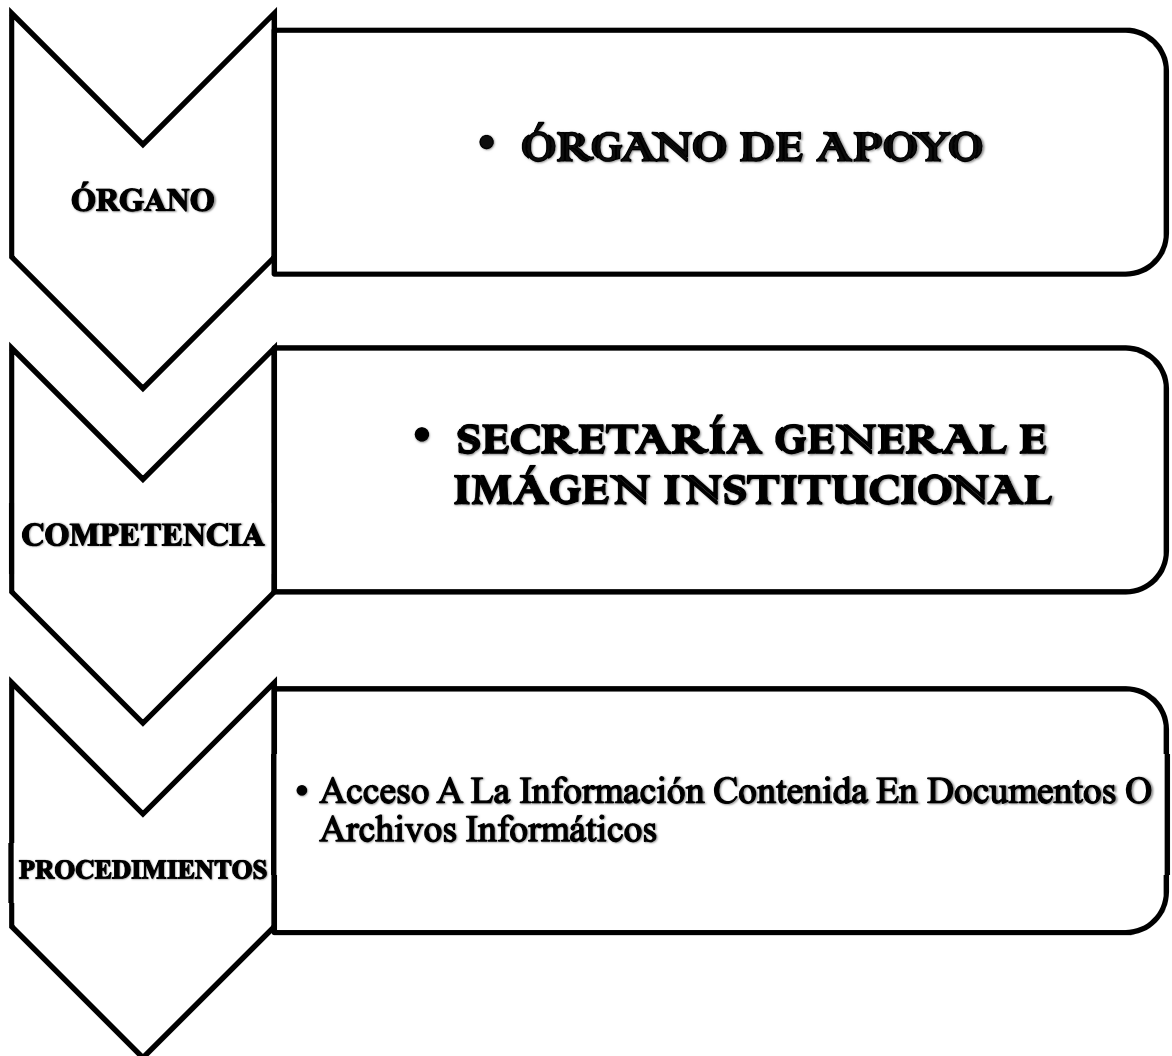 ÓRGANO
• ÓRGANO DE APOYO
COMPETENCIA
• SECRETARÍA GENERAL E
IMÁGEN INSTITUCIONAL
PROCEDIMIENTOS
• Acceso A La Información Contenida En Documentos O
Archivos Informáticos